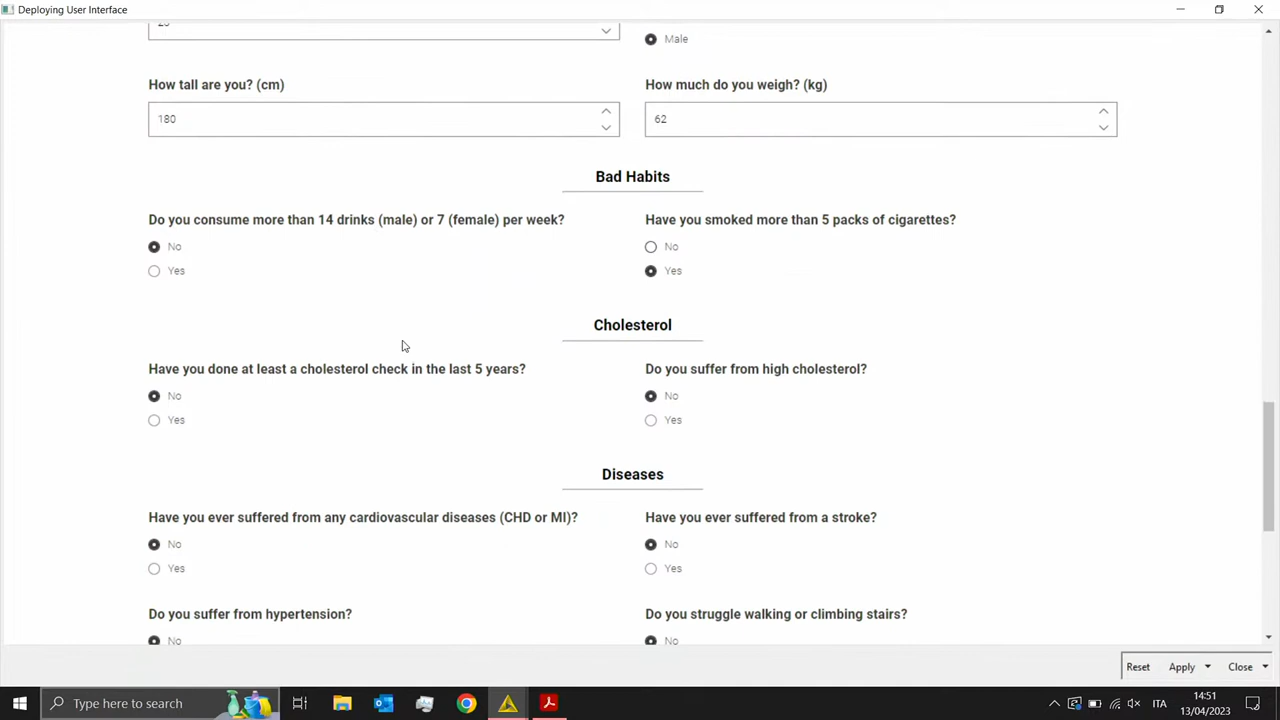 Deploying User Interface
Male
How tall are you? (cm)
How much do you weigh? (kg)
180
62
Bad Habits
Do you consume more than 14 drinks (male) or 7 (female) per week?
Have you smoked more than 5 packs of cigarettes?
No
No
Yes
Yes
Cholesterol
Have you done at least a cholesterol check in the last 5 years?
Do you suffer from high cholesterol?
No
No
Yes
Yes
Diseases
Have you ever suffered from any cardiovascular diseases (CHD or MI)?
Have you ever suffered from a stroke?
No
No
Yes
Yes
Do you suffer from hypertension?
Do you struggle walking or climbing stairs?
No
No
Reset
Apply
Close
Type here to search
ITA
14:51
13/04/2023